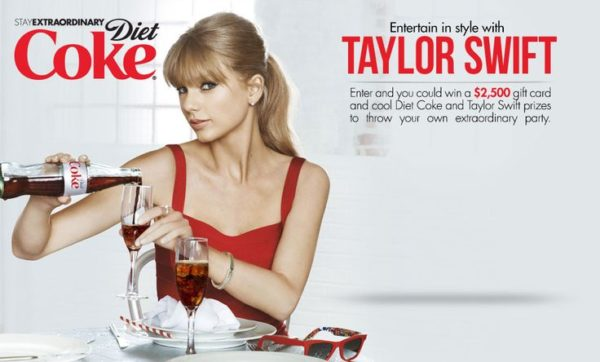 STAYEXTRAORDINARY
Diet
Coke
Entertain in style with
TAYLOR SWIFT
Enter and you could win a $2,500 gift card
and cool Diet Coke and Taylor Swift prizes
to throw your own extraordinary party.
Coke